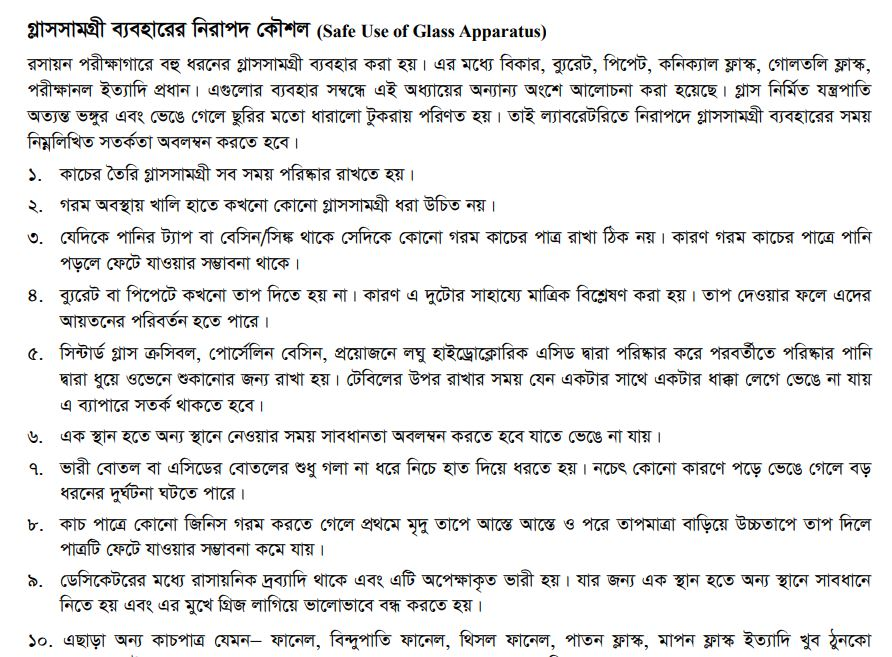 গ্লাসসামগ্রী ব্যবহারের নিরাপদ কৌশল (Safe Use of Glass Apparatus)
রসায়ন পরীক্ষাগারে বহু ধরনের গ্লাসসামগ্রী ব্যবহার করা হয়। এর মধ্যে বিকার, ব্যুরেট, পিপেট, কনিক্যাল ফ্লাস্ক, গোলতলি ফ্লাস্ক,
পরীক্ষানল ইত্যাদি প্রধান। এগুলোর ব্যবহার সম্বন্ধে এই অধ্যায়ের অন্যান্য অংশে আলোচনা করা হয়েছে। গ্লাস নির্মিত যন্ত্রপাতি
অত্যন্ত ভঙ্গুর এবং ভেঙে গেলে ছুরির মতো ধারালো টুকরায় পরিণত হয়। তাই ল্যাবরেটরিতে নিরাপদে গ্লাসসামগ্রী ব্যবহারের সময়
নিম্নলিখিত সতর্কতা অবলম্বন করতে হবে।
১. কাচের তৈরি গ্লাসসামগ্রী সব সময় পরিষ্কার রাখতে হয়।
২. গরম অবস্থায় খালি হাতে কখনো কোনো গ্লাসসামগ্রী ধরা উচিত নয়।
৩. যেদিকে পানির ট্যাপ বা বেসিন/সিঙ্ক থাকে সেদিকে কোনো গরম কাচের পাত্র রাখা ঠিক নয়। কারণ গরম কাচের পাত্রে পানি
পড়লে ফেটে যাওয়ার সম্ভাবনা থাকে।
৪. ব্যুরেট বা পিপেটে কখনো তাপ দিতে হয় না। কারণ এ দুটোর সাহায্যে মাত্রিক বিশ্লেষণ করা হয়। তাপ দেওয়ার ফলে এদের
আয়তনের পরিবর্তন হতে পারে।
৫. সিন্টার্ড গ্লাস ক্রসিবল, পোর্সেলিন বেসিন, প্রয়োজনে লঘু হাইড্রোক্লোরিক এসিড দ্বারা পরিষ্কার করে পরবর্তীতে পরিষ্কার পানি
দ্বারা ধুয়ে ওভেনে শুকানোর জন্য রাখা হয়। টেবিলের উপর রাখার সময় যেন একটার সাথে একটার ধাক্কা লেগে ভেঙে না যায়
এ ব্যাপারে সতর্ক থাকতে হবে।
৬. এক স্থান হতে অন্য স্থানে নেওয়ার সময় সাবধানতা অবলম্বন করতে হবে যাতে ভেঙে না যায়।
৭. ভারী বোতল বা এসিডের বোতলের শুধু গলা না ধরে নিচে হাত দিয়ে ধরতে হয়। নচেৎ কোনো কারণে পড়ে ভেঙে গেলে বড়
ধরনের দুর্ঘটনা ঘটতে পারে।
৮. কাচ পাত্রে কোনো জিনিস গরম করতে গেলে প্রথমে মৃদু তাপে আস্তে আস্তে ও পরে তাপমাত্রা বাড়িয়ে উচ্চতাপে তাপ দিলে
পাত্রটি ফেটে যাওয়ার সম্ভাবনা কমে যায়।
৯. ডেসিকেটরের মধ্যে রাসায়নিক দ্রব্যাদি থাকে এবং এটি অপেক্ষাকৃত ভারী হয়। যার জন্য এক স্থান হতে অন্য স্থানে সাবধানে
নিতে হয় এবং এর মুখে গ্রিজ লাগিয়ে ভালোভাবে বন্ধ করতে হয়।
১০. এছাড়া অন্য কাচপাত্র যেমন– ফানেল, বিন্দুপাতি ফানেল, থিসল ফানেল, পাতন ফ্লাস্ক, মাপন ফ্লাস্ক ইত্যাদি খুব ঠুনকো